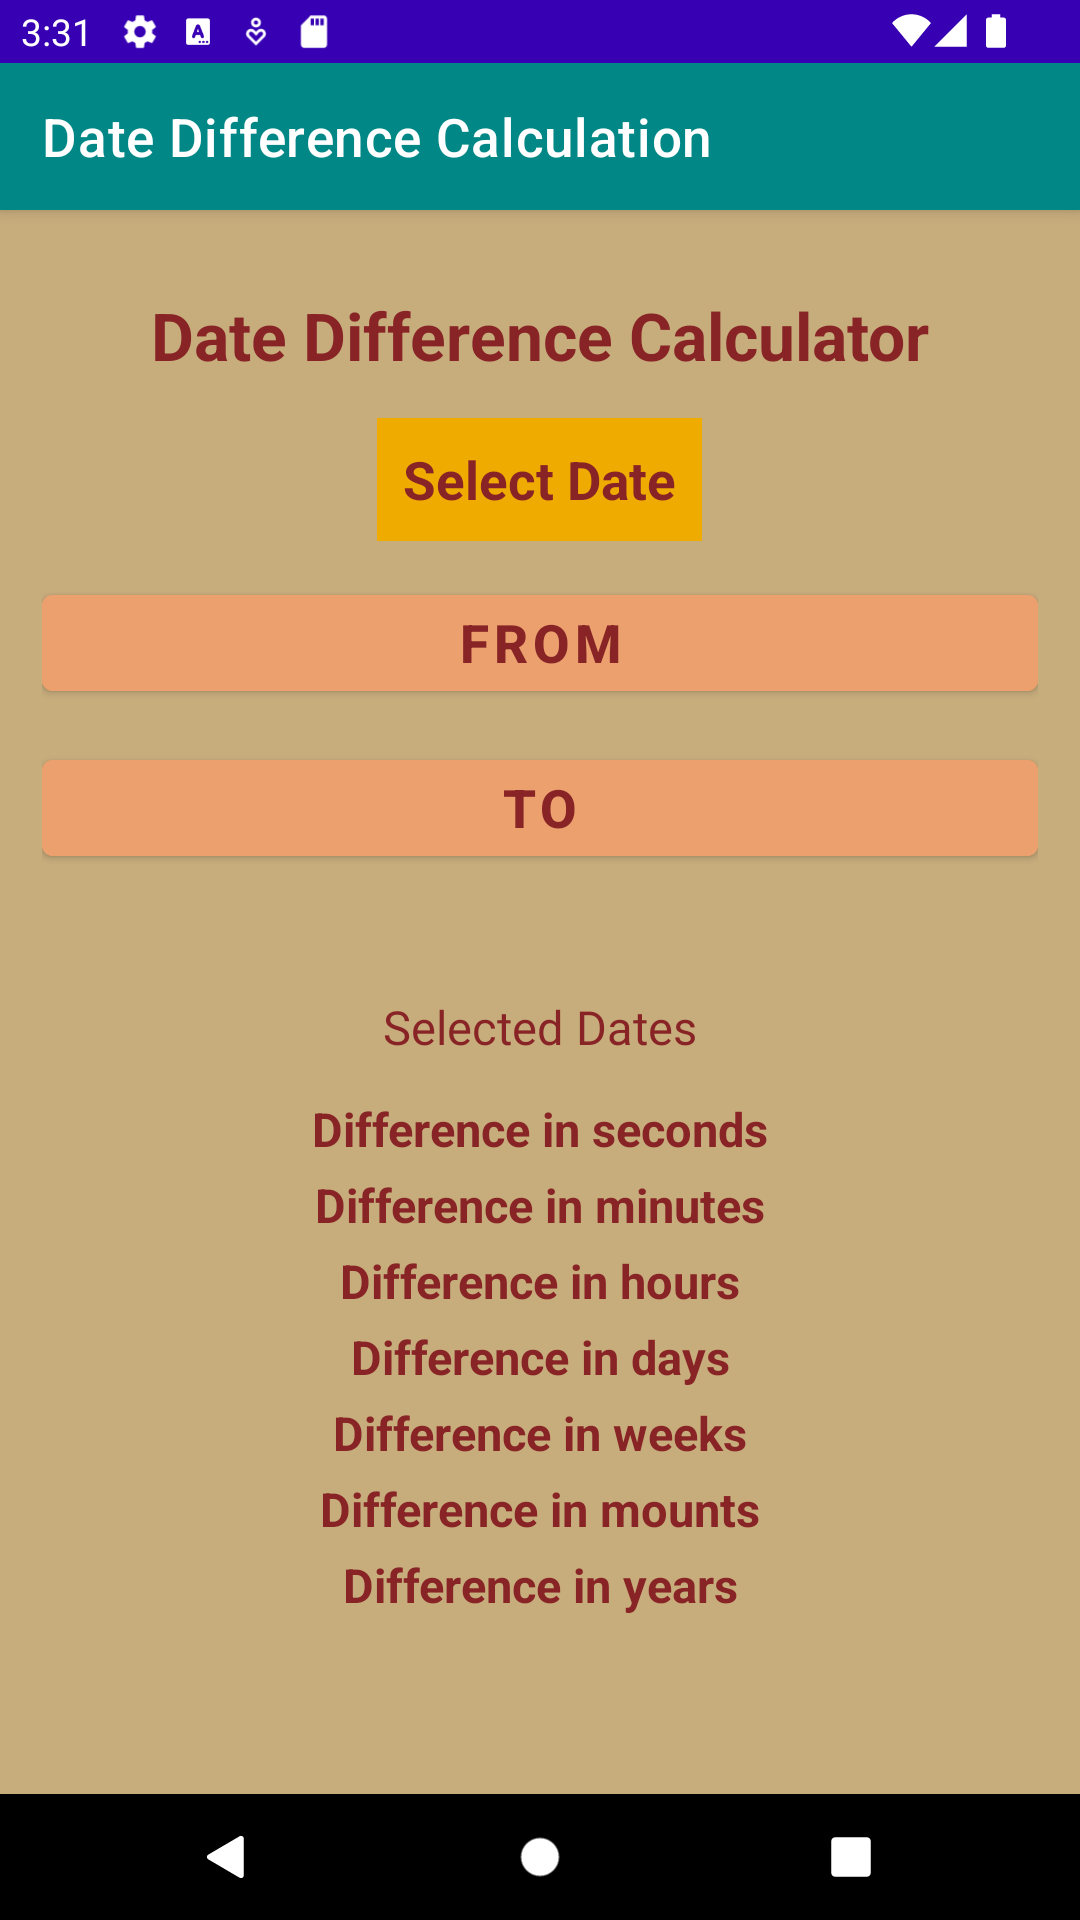 3:31
Date Difference Calculation
Date Difference Calculator
Select Date
FROM
TO
Selected Dates
Difference in seconds
Difference in minutes
Difference in hours
Difference in days
Difference in weeks
Difference in mounts
Difference in years